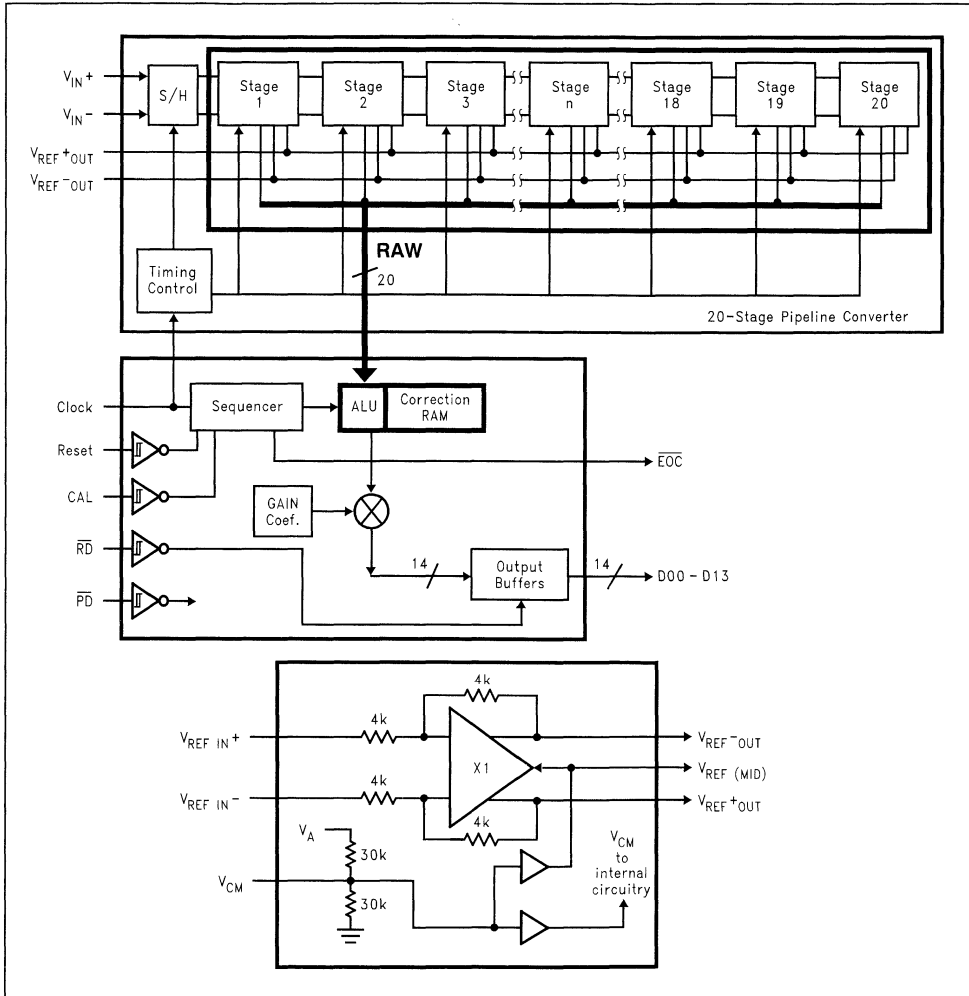 V_IN+
V_IN-
S/H
Stage 1
Stage 2
Stage 3
Stage n
Stage 18
Stage 19
Stage 20
V_REF+OUT
V_REF-OUT
RAW
20
Timing Control
20-Stage Pipeline Converter
Clock
Sequencer
ALU
Correction RAM
Reset
EOC
CAL
GAIN Coef.
RD
14
Output Buffers
14
D00-D13
PD
4k
4k
V_REF IN+
V_REF-OUT
X1
V_REF (MID)
4k
V_REF IN-
V_REF+OUT
4k
V_A
30k
V_CM
30k
V_CM to internal circuitry